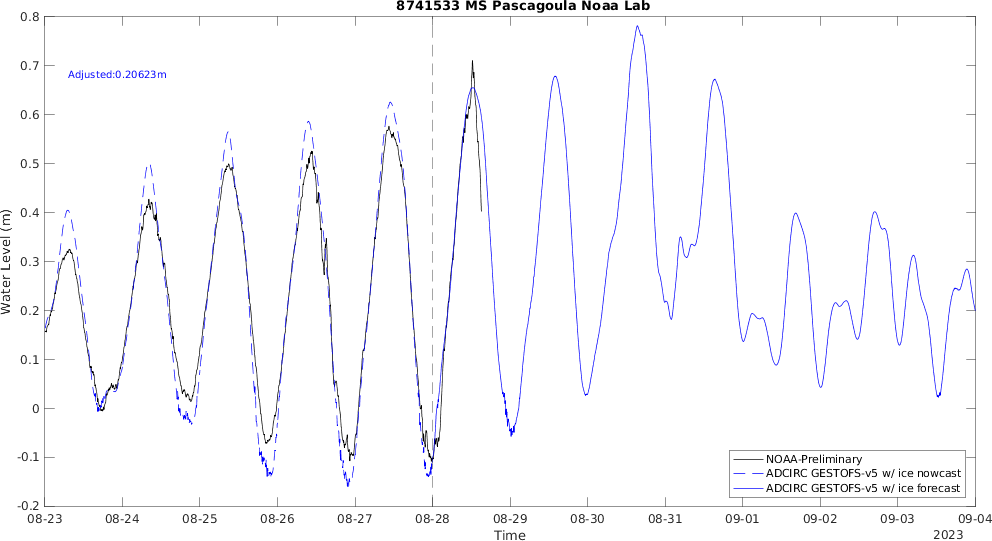 8741533 MS Pascagoula Noaa Lab
Adjusted:0.20623m
Water Level (m)
0.8
0.7
0.6
0.5
0.4
0.3
0.2
0.1
0
-0.1
-0.2
NOAA-Preliminary
ADCIRC GESTOFS-v5 w/ ice nowcast
ADCIRC GESTOFS-v5 w/ ice forecast
08-23 08-24 08-25 08-26 08-27 08-28 08-29 08-30 08-31 09-01 09-02 09-03 09-04
Time
2023